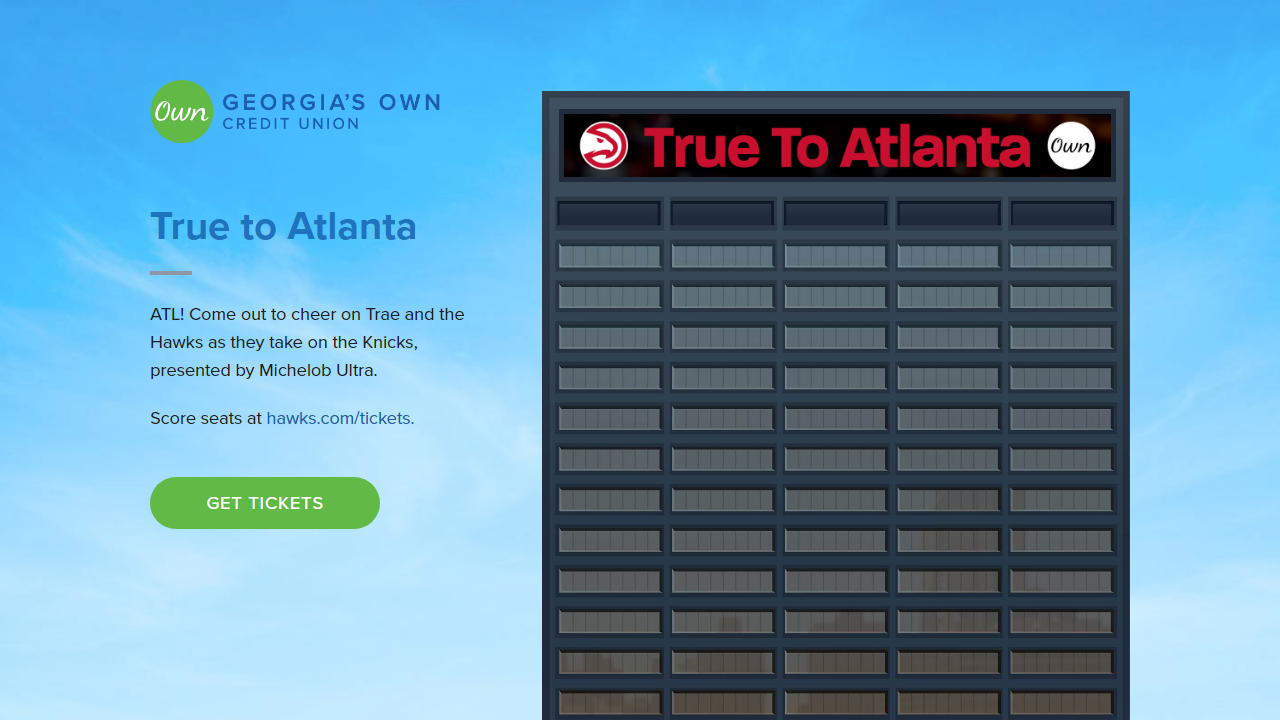 Own
GEORGIA'S OWN
CREDIT UNION
True To Atlanta
Own
True to Atlanta
ATL! Come out to cheer on Trae and the
Hawks as they take on the Knicks,
presented by Michelob Ultra.
Score seats at hawks.com/tickets.
GET TICKETS